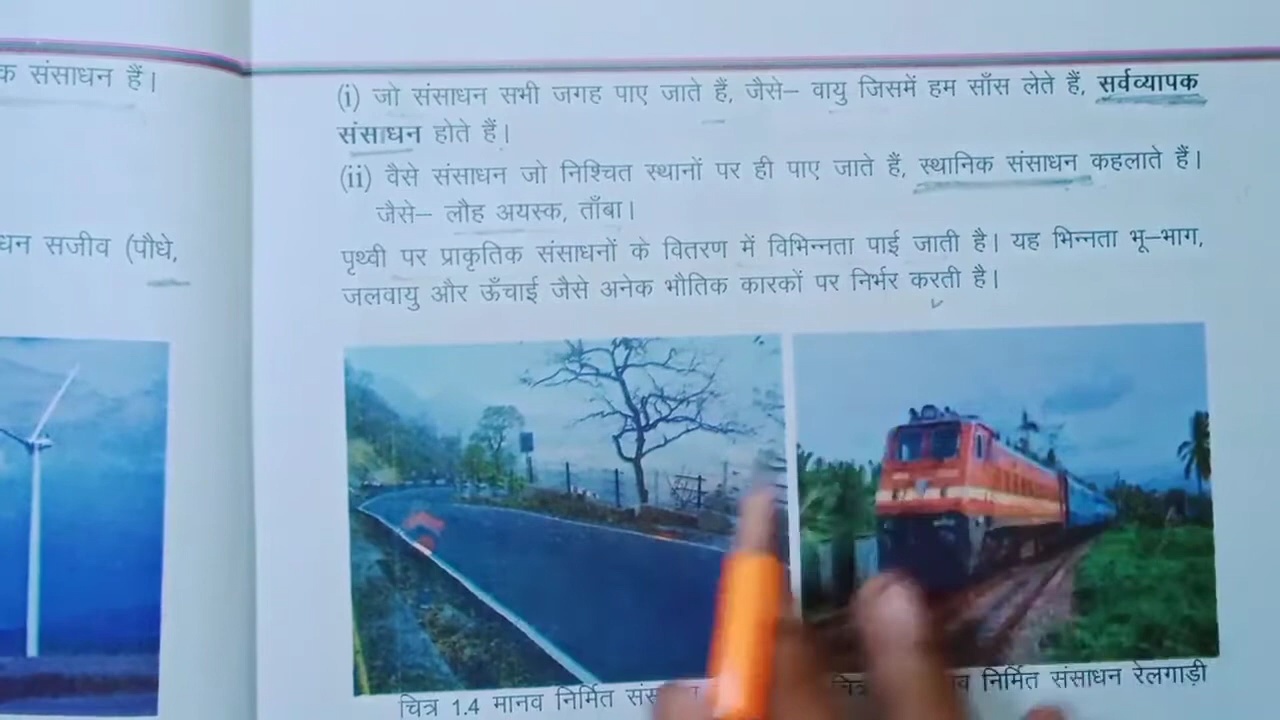 क संसाधन हैं।
धन सजीव (पौधे,
(i) जो संसाधन सभी जगह पाए जाते हैं, जैसे– वायु जिसमें हम साँस लेते हैं, सर्वव्यापक
संसाधन होते हैं।
(ii) वैसे संसाधन जो निश्चित स्थानों पर ही पाए जाते हैं, स्थानिक संसाधन कहलाते हैं।
जैसे– लौह अयस्क, ताँबा।
पृथ्वी पर प्राकृतिक संसाधनों के वितरण में विभिन्नता पाई जाती है। यह भिन्नता भू–भाग,
जलवायु और ऊँचाई जैसे अनेक भौतिक कारकों पर निर्भर करती है।
चित्र 1.4 मानव निर्मित
निर्मित संसाधन रेलगाड़ी